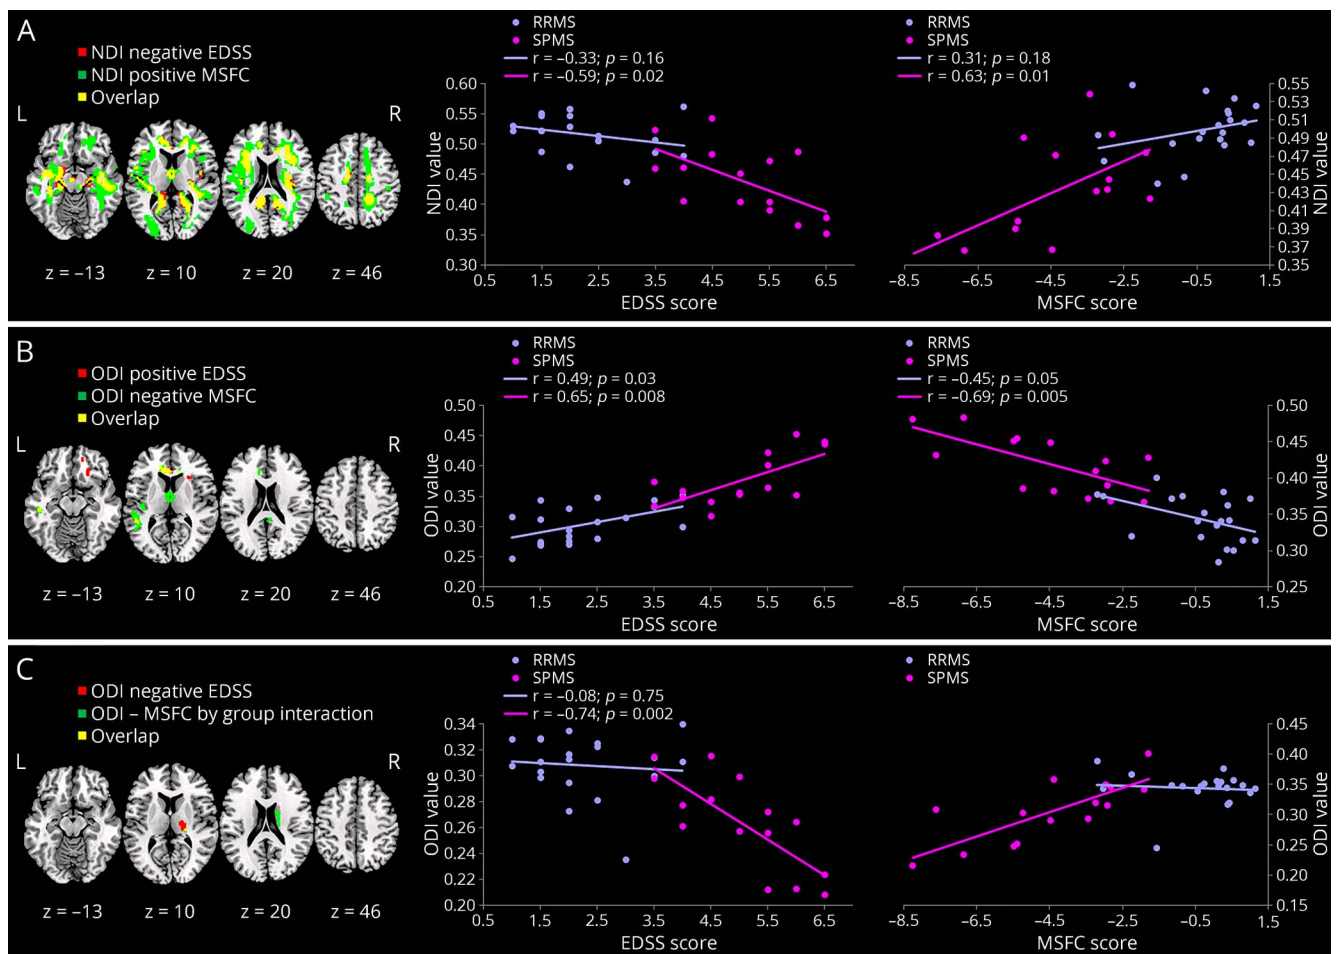 A
NDI negative EDSS
NDI positive MSFC
Overlap
L
R
z = –13
z = 10
z = 20
z = 46
RRMS
SPMS
r = –0.33; p = 0.16
r = –0.59; p = 0.02
0.60
0.55
0.50
0.45
0.40
0.35
0.30
NDI value
0.5
1.5
2.5
3.5
4.5
5.5
6.5
EDSS score
RRMS
SPMS
r = 0.31; p = 0.18
r = 0.63; p = 0.01
0.55
0.53
0.51
0.49
0.47
0.45
0.43
0.41
0.39
0.37
0.35
NDI value
–8.5
–6.5
–4.5
–2.5
–0.5
1.5
MSFC score
B
ODI positive EDSS
ODI negative MSFC
Overlap
L
R
z = –13
z = 10
z = 20
z = 46
RRMS
SPMS
r = 0.49; p = 0.03
r = 0.65; p = 0.008
0.50
0.45
0.40
0.35
0.30
0.25
0.20
ODI value
0.5
1.5
2.5
3.5
4.5
5.5
6.5
EDSS score
RRMS
SPMS
r = –0.45; p = 0.05
r = –0.69; p = 0.005
0.50
0.45
0.40
0.35
0.30
0.25
ODI value
–8.5
–6.5
–4.5
–2.5
–0.5
1.5
MSFC score
C
ODI negative EDSS
ODI – MSFC by group interaction
Overlap
L
R
z = –13
z = 10
z = 20
z = 46
RRMS
SPMS
r = –0.08; p = 0.75
r = –0.74; p = 0.002
0.34
0.32
0.30
0.28
0.26
0.24
0.22
0.20
ODI value
0.5
1.5
2.5
3.5
4.5
5.5
6.5
EDSS score
RRMS
SPMS
0.45
0.40
0.35
0.30
0.25
0.20
0.15
ODI value
–8.5
–6.5
–4.5
–2.5
–0.5
1.5
MSFC score